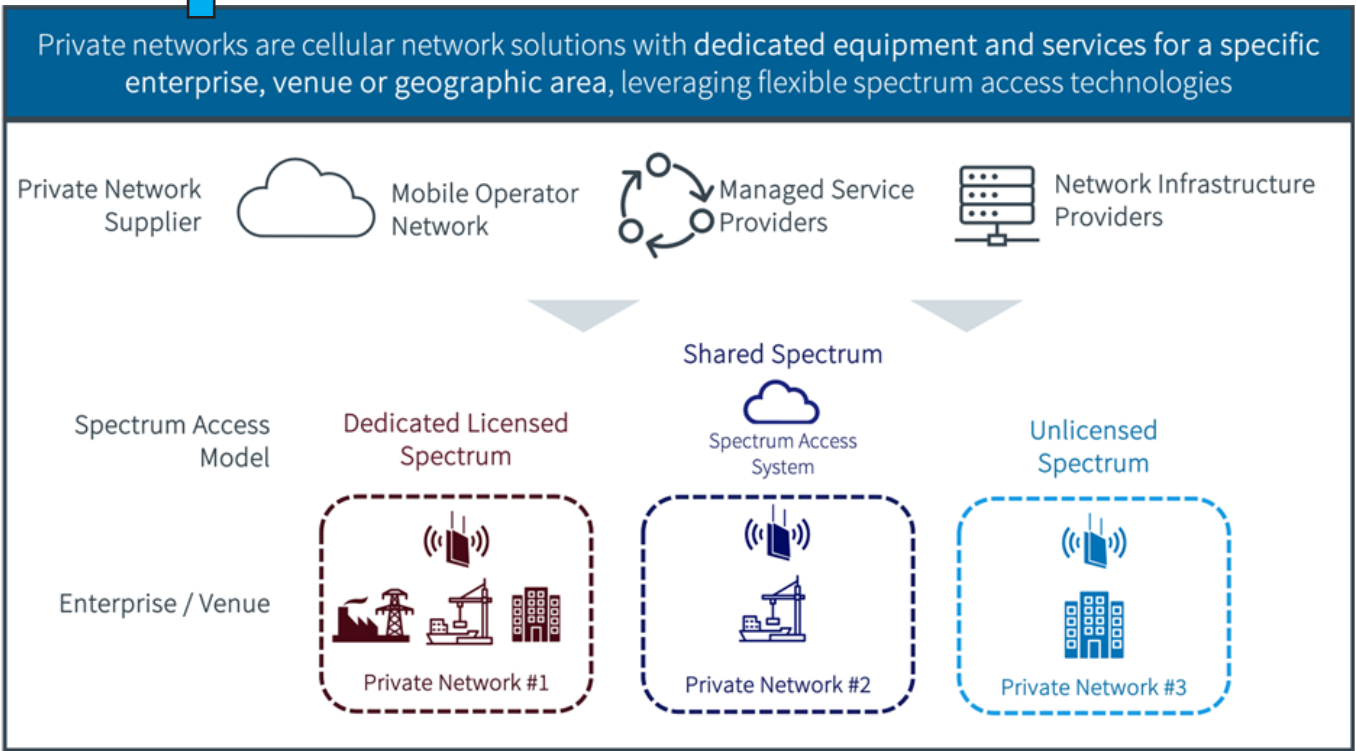 Private networks are cellular network solutions with dedicated equipment and services for a specific
enterprise, venue or geographic area, leveraging flexible spectrum access technologies
Private Network
Supplier
Mobile Operator
Network
Managed Service
Providers
Network Infrastructure
Providers
Spectrum Access
Model
Dedicated Licensed
Spectrum
Shared Spectrum
Spectrum Access
System
Unlicensed
Spectrum
Enterprise / Venue
Private Network #1
Private Network #2
Private Network #3